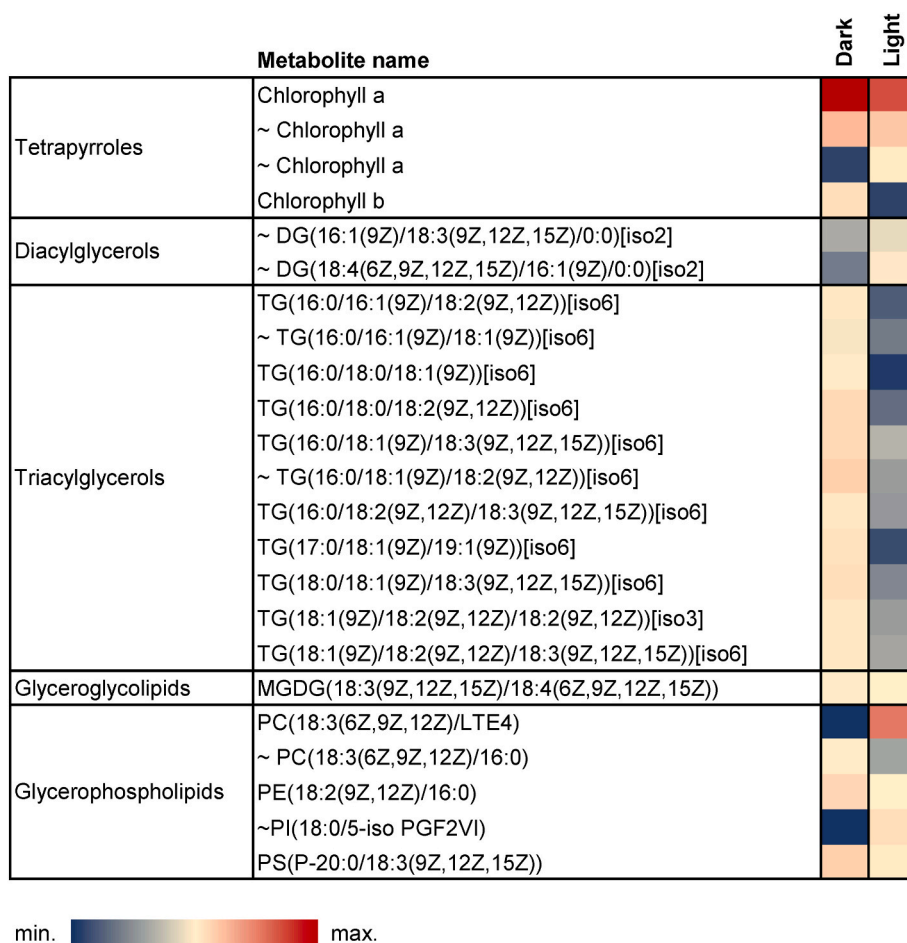 Metabolite name Dark Light
Tetrapyrroles
Chlorophyll a
~ Chlorophyll a
~ Chlorophyll a
Chlorophyll b
Diacylglycerols
~ DG(16:1(9Z)/18:3(9Z,12Z,15Z)/0:0)[iso2]
~ DG(18:4(6Z,9Z,12Z,15Z)/16:1(9Z)/0:0)[iso2]
Triacylglycerols
TG(16:0/16:1(9Z)/18:2(9Z,12Z))[iso6]
~ TG(16:0/16:1(9Z)/18:1(9Z))[iso6]
TG(16:0/18:0/18:1(9Z))[iso6]
TG(16:0/18:0/18:2(9Z,12Z))[iso6]
TG(16:0/18:1(9Z)/18:3(9Z,12Z,15Z))[iso6]
~ TG(16:0/18:1(9Z)/18:2(9Z,12Z))[iso6]
TG(16:0/18:2(9Z,12Z)/18:3(9Z,12Z,15Z))[iso6]
TG(17:0/18:1(9Z)/19:1(9Z))[iso6]
TG(18:0/18:1(9Z)/18:3(9Z,12Z,15Z))[iso6]
TG(18:1(9Z)/18:2(9Z,12Z)/18:2(9Z,12Z))[iso3]
TG(18:1(9Z)/18:2(9Z,12Z)/18:3(9Z,12Z,15Z))[iso6]
Glyceroglycolipids
MGDG(18:3(9Z,12Z,15Z)/18:4(6Z,9Z,12Z,15Z))
Glycerophospholipids
PC(18:3(6Z,9Z,12Z)/LTE4)
~ PC(18:3(6Z,9Z,12Z)/16:0)
PE(18:2(9Z,12Z)/16:0)
~PI(18:0/5-iso PGF2VI)
PS(P-20:0/18:3(9Z,12Z,15Z))
min. max.